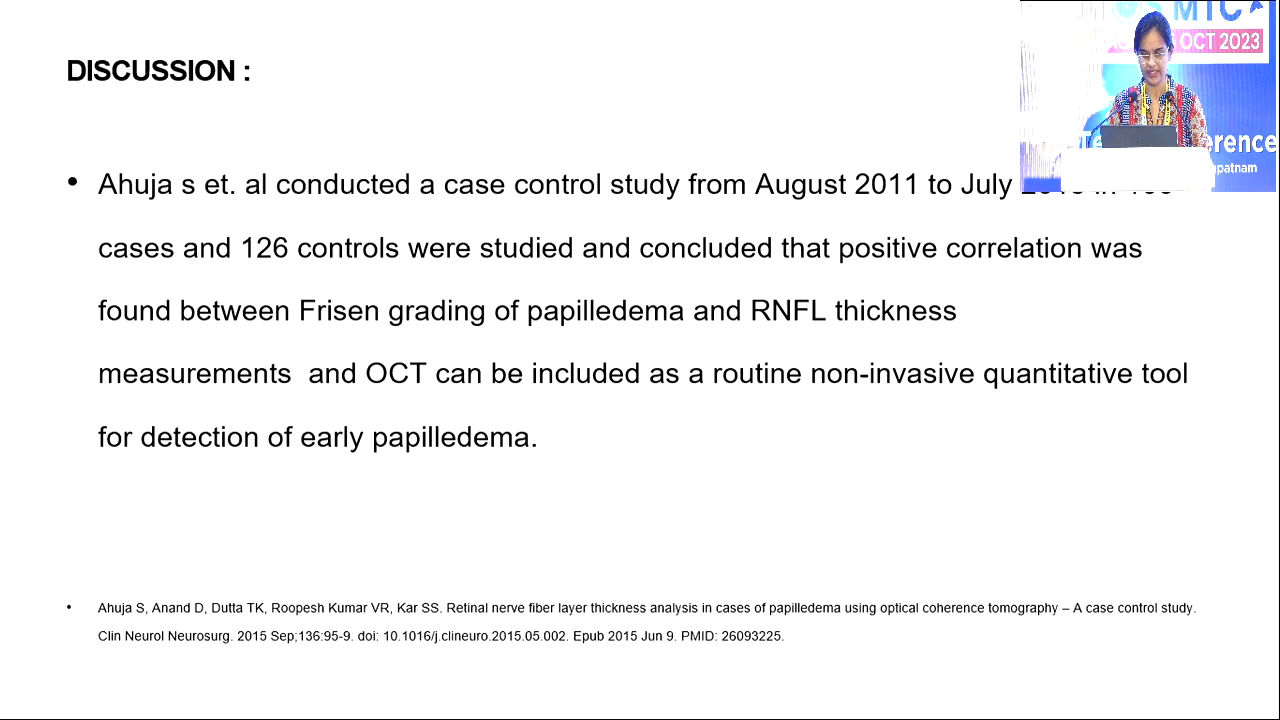 DISCUSSION :
MTC
OCT 2023
erence
patnam
• Ahuja s et. al conducted a case control study from August 2011 to July
cases and 126 controls were studied and concluded that positive correlation was
found between Frisen grading of papilledema and RNFL thickness
measurements  and OCT can be included as a routine non-invasive quantitative tool
for detection of early papilledema.
• Ahuja S, Anand D, Dutta TK, Roopesh Kumar VR, Kar SS. Retinal nerve fiber layer thickness analysis in cases of papilledema using optical coherence tomography – A case control study.
Clin Neurol Neurosurg. 2015 Sep;136:95-9. doi: 10.1016/j.clineuro.2015.05.002. Epub 2015 Jun 9. PMID: 26093225.